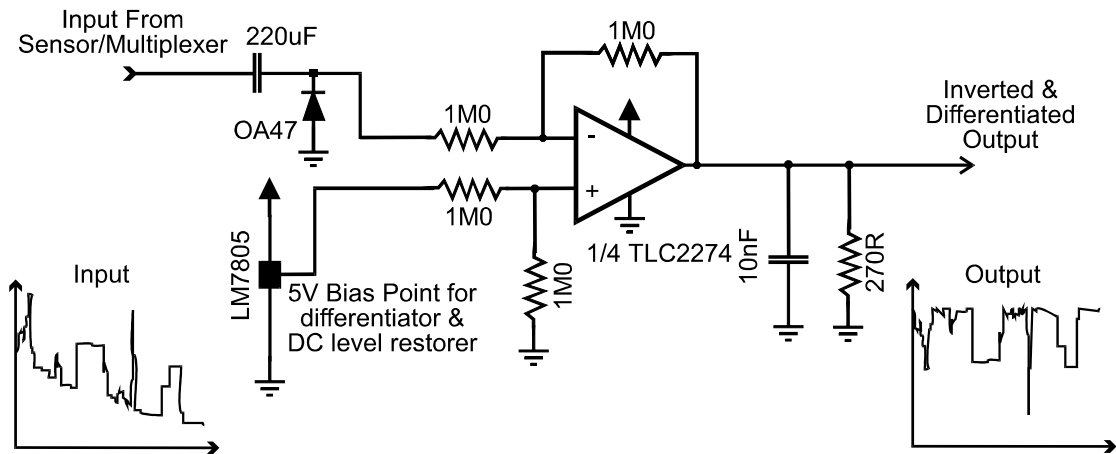 Input From
Sensor/Multiplexer
220uF
OA47
1M0
1M0
1M0
1M0
-
+
1/4 TLC2274
LM7805
5V Bias Point for
differentiator &
DC level restorer
10nF
270R
Inverted &
Differentiated
Output
Input
Output